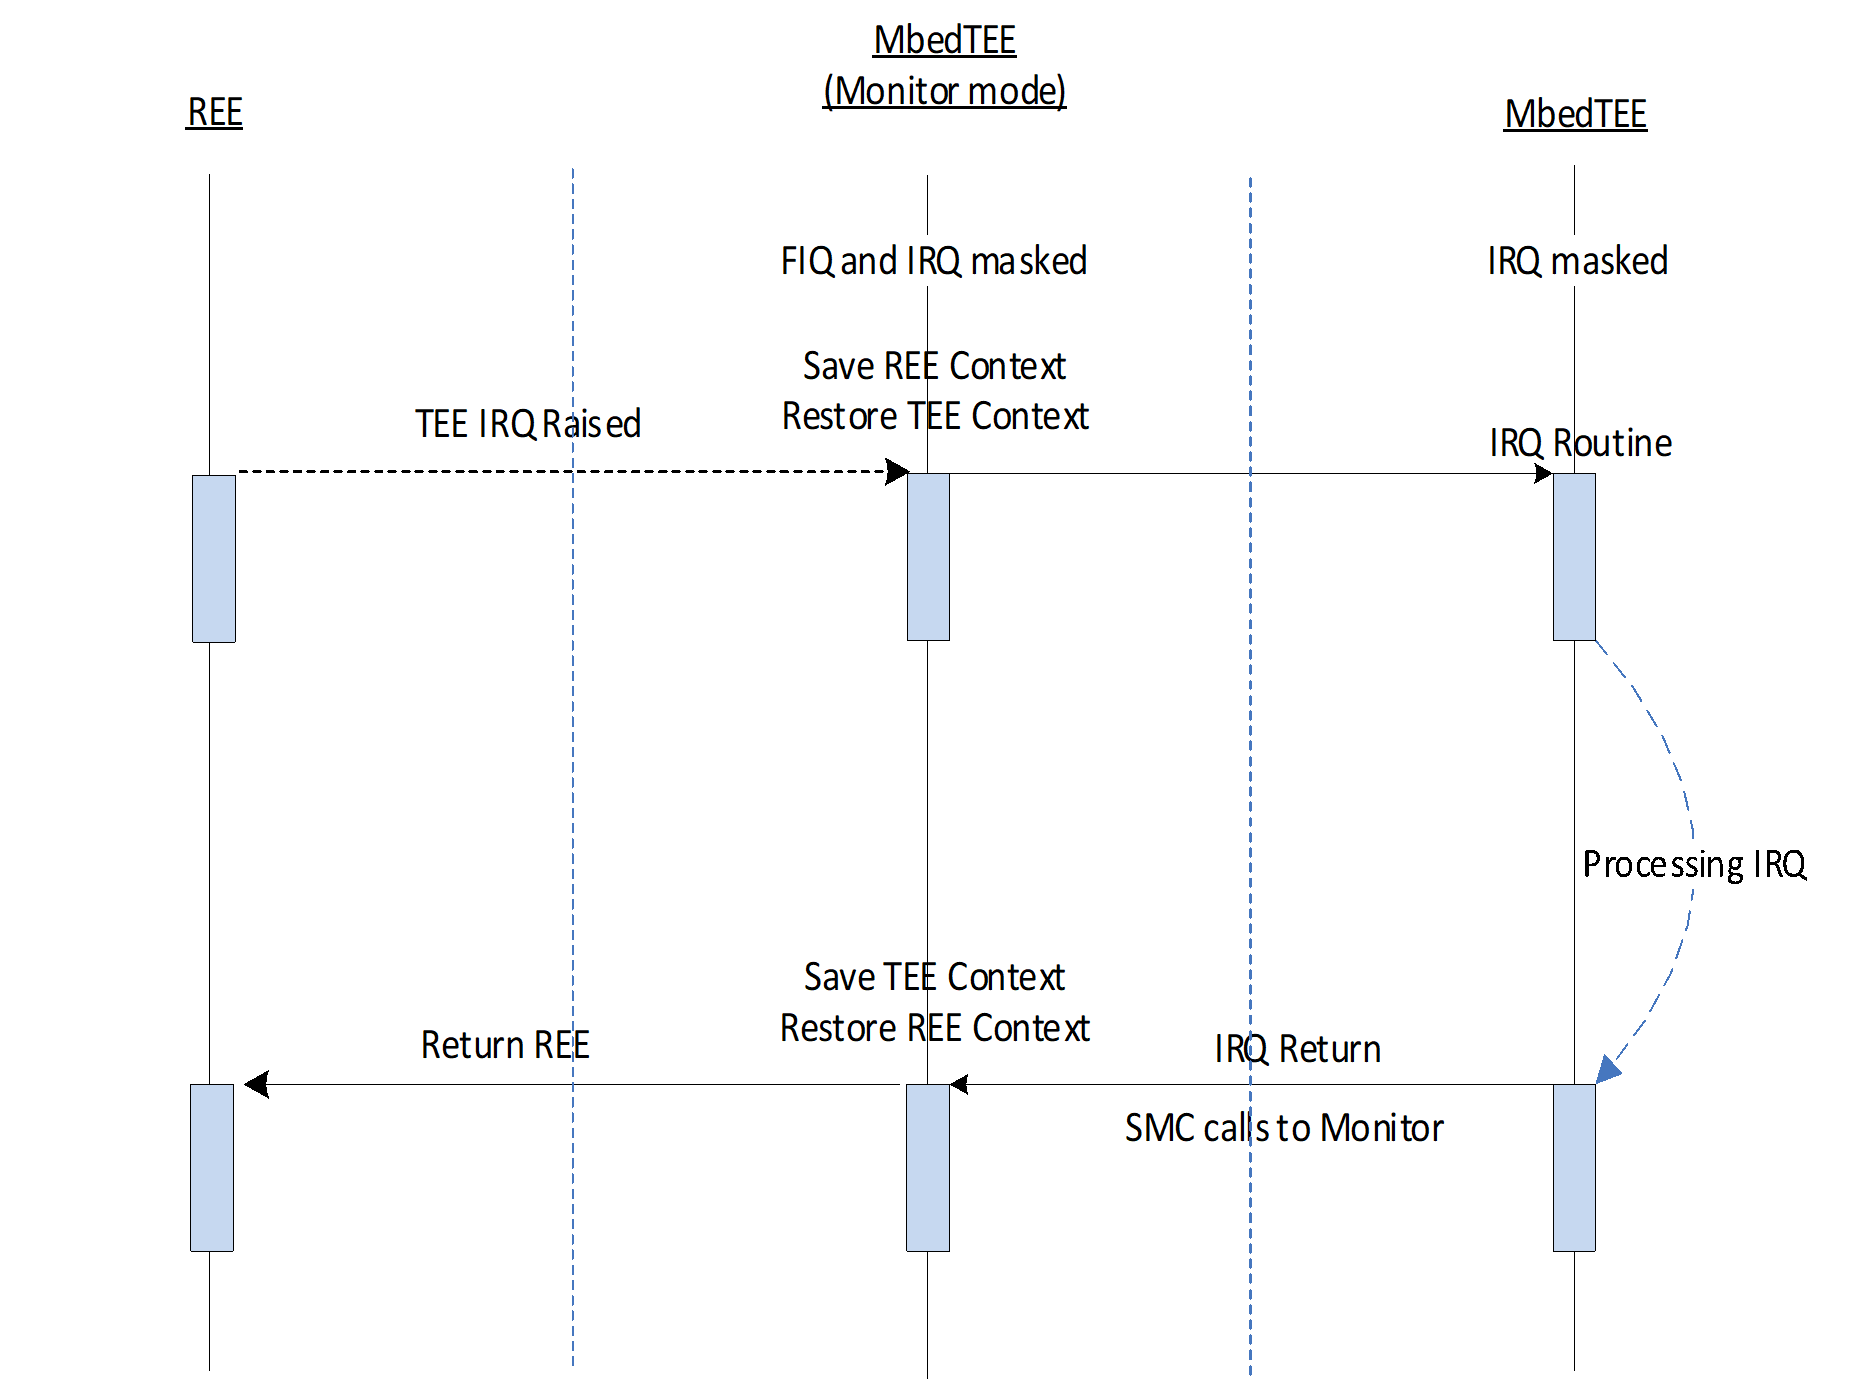 MbedTEE
(Monitor mode)
REE
MbedTEE
FIQ and IRQ masked
IRQ masked
Save REE Context
Restore TEE Context
TEE IRQ Raised
IRQ Routine
Processing IRQ
Save TEE Context
Restore REE Context
Return REE
IRQ Return
SMC calls to Monitor